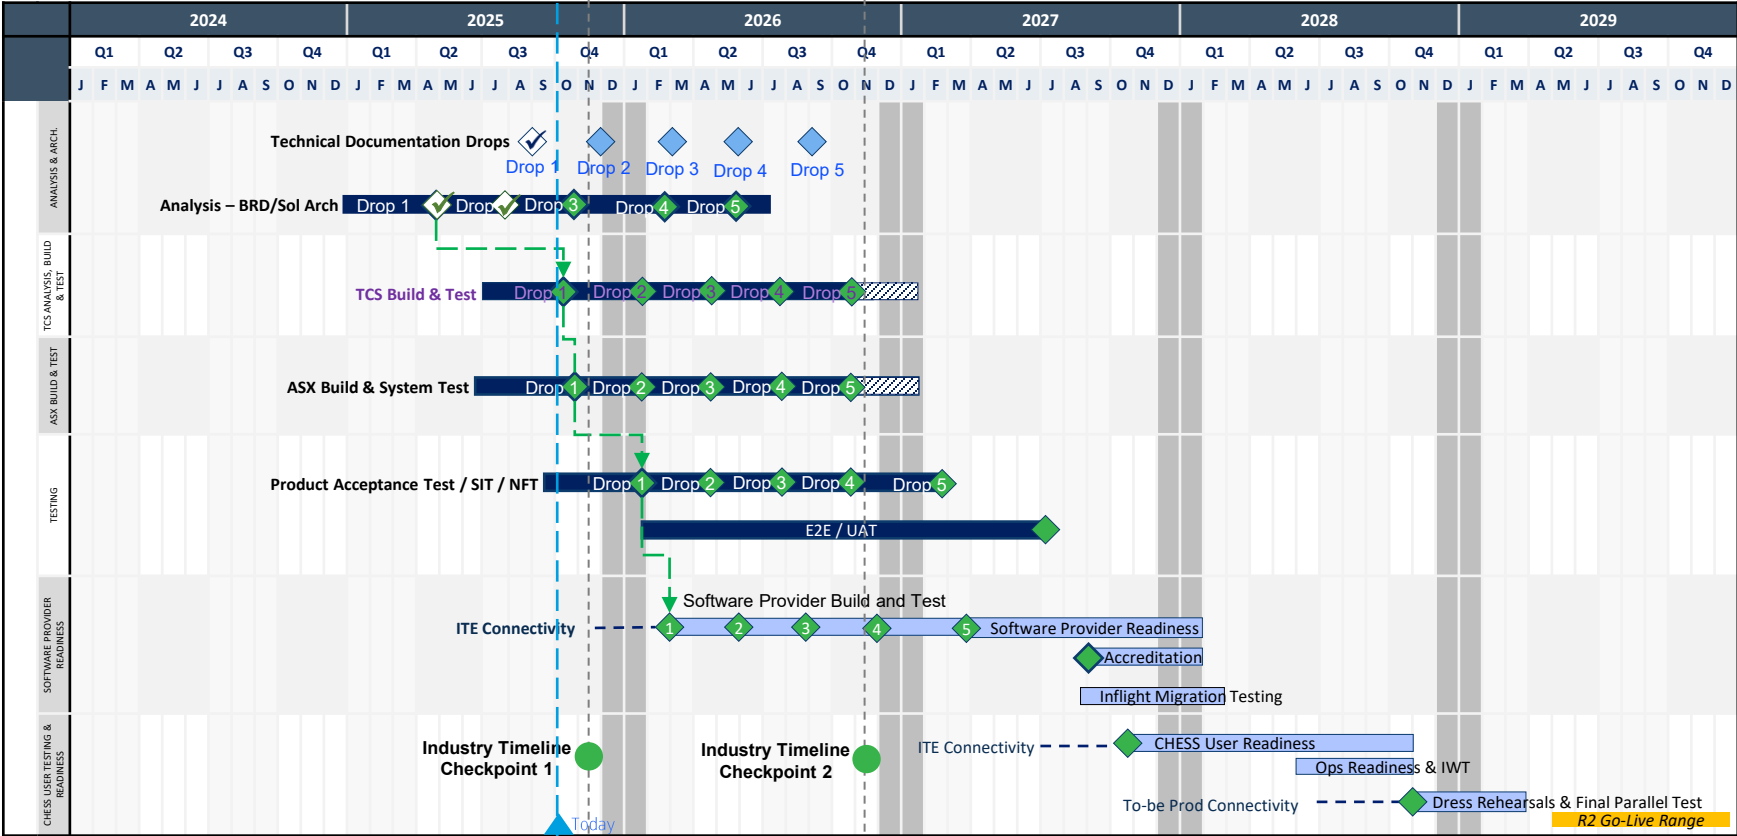 2024 2025 2026 2027 2028 2029
Q1 Q2 Q3 Q4 Q1 Q2 Q3 Q4 Q1 Q2 Q3 Q4 Q1 Q2 Q3 Q4 Q1 Q2 Q3 Q4 Q1 Q2 Q3 Q4
J F M A M J J A S O N D J F M A M J J A S O N D J F M A M J J A S O N D J F M A M J J A S O N D J F M A M J J A S O N D J F M A M J J A S O N D
ANALYSIS & ARCH.
Technical Documentation Drops
Drop 1 Drop 2 Drop 3 Drop 4 Drop 5
Analysis – BRD/Sol Arch Drop 1 Drop Drop 3 Drop 4 Drop 5
TCS ANALYSIS, BUILD
& TEST
TCS Build & Test Drop 1 Drop 2 Drop 3 Drop 4 Drop 5
ASX BUILD & TEST
ASX Build & System Test Drop 1 Drop 2 Drop 3 Drop 4 Drop 5
TESTING
Product Acceptance Test / SIT / NFT Drop 1 Drop 2 Drop 3 Drop 4 Drop 5
E2E / UAT
SOFTWARE PROVIDER
READINESS
Software Provider Build and Test
ITE Connectivity 1 2 3 4 5 Software Provider Readiness
Accreditation
Inflight Migration Testing
CHESS USER TESTING &
READINESS
Industry Timeline
Checkpoint 1
Industry Timeline
Checkpoint 2
ITE Connectivity CHESS User Readiness
Ops Readiness & IWT
To-be Prod Connectivity Dress Rehearsals & Final Parallel Test
R2 Go-Live Range
Today